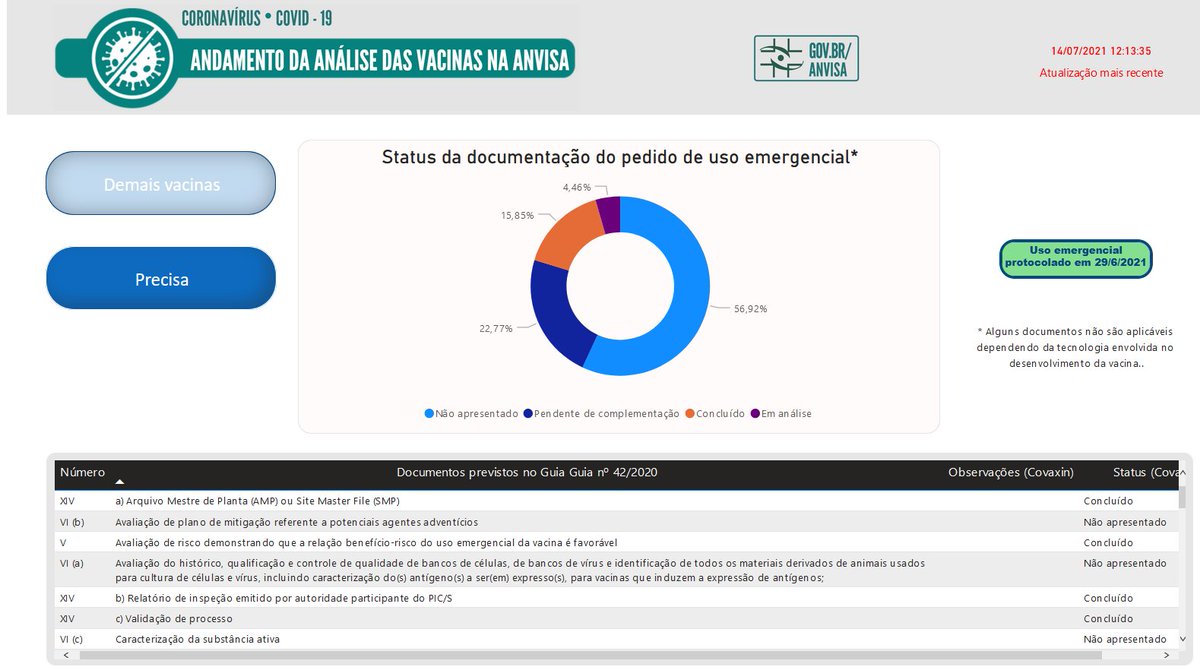 CORONAVÍRUS • COVID - 19
ANDAMENTO DA ANÁLISE DAS VACINAS NA ANVISA
GOV.BR/
ANVISA
14/07/2021 12:13:35
Atualização mais recente
Demais vacinas
Precisa
Status da documentação do pedido de uso emergencial*
4,46%
15,85%
56,92%
22,77%
Não apresentado Pendente de complementação Concluído Em análise
Uso emergencial
protocolado em 29/6/2021
* Alguns documentos não são aplicáveis
dependendo da tecnologia envolvida no
desenvolvimento da vacina..
Número Documentos previstos no Guia Guia nº 42/2020 Observações (Covaxin) Status (Cova
XIV a) Arquivo Mestre de Planta (AMP) ou Site Master File (SMP) Concluído
VI (b) Avaliação de plano de mitigação referente a potenciais agentes adventícios Não apresentado
V Avaliação de risco demonstrando que a relação benefício-risco do uso emergencial da vacina é favorável Concluído
VI (a) Avaliação do histórico, qualificação e controle de qualidade de bancos de células, de bancos de vírus e identificação de todos os materiais derivados de animais usados Não apresentado
para cultura de células e vírus, incluindo caracterização do(s) antígeno(s) a ser(em) expresso(s), para vacinas que induzem a expressão de antígenos;
XIV b) Relatório de inspeção emitido por autoridade participante do PIC/S Concluído
XIV c) Validação de processo Concluído
VI (c) Caracterização da substância ativa Não apresentado